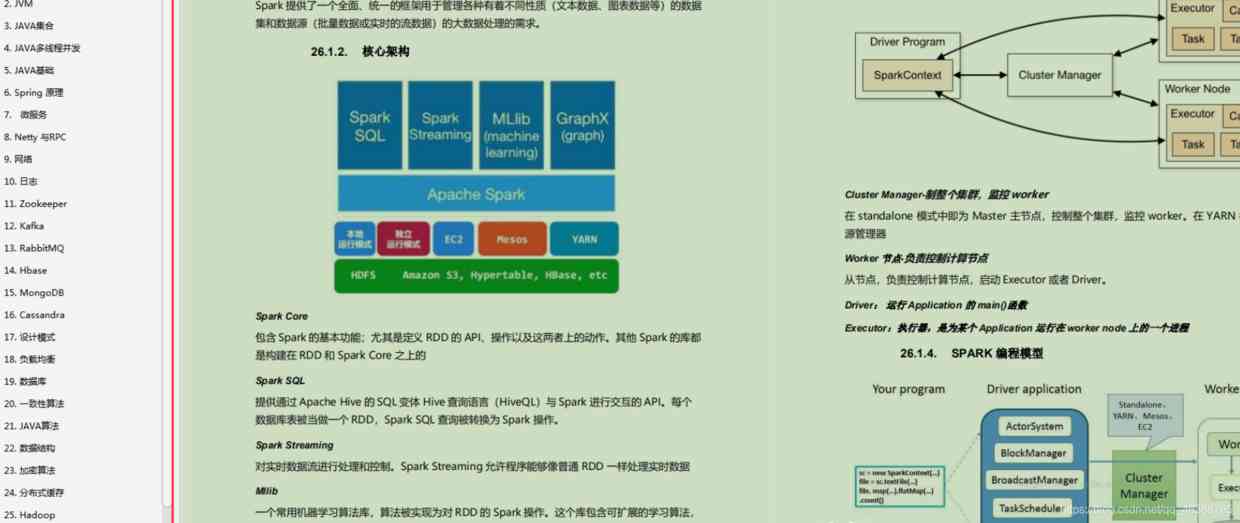 2. JVM
3. JAVA集合
4. JAVA多线程并发
5. JAVA基础
6. Spring 原理
7. 微服务
8. Netty 与RPC
9. 网络
10. 日志
11. Zookeeper
12. Kafka
13. RabbitMQ
14. Hbase
15. MongoDB
16. Cassandra
17. 设计模式
18. 负载均衡
19. 数据库
20. 一致性算法
21. JAVA算法
22. 数据结构
23. 加密算法
24. 分布式缓存
25. Hadoop
Spark 提供了一个全面、统一的框架用于管理各种有着不同性质（文本数据、图表数据等）的数据
集和数据源（批量数据或实时的流数据）的大数据处理的需求。
26.1.2. 核心架构
Spark
SQL
Spark
Streaming
MLlib
(machine
learning)
GraphX
(graph)
Apache Spark
本地
运行模式
独立
运行模式
EC2
Mesos
YARN
HDFS Amazon S3, Hypertable, HBase, etc
Spark Core
包含 Spark 的基本功能；尤其是定义 RDD 的 API、操作以及这两者上的动作。其他 Spark 的库都
是构建在 RDD 和 Spark Core 之上的
Spark SQL
提供通过 Apache Hive 的 SQL 变体 Hive 查询语言（HiveQL）与 Spark 进行交互的 API。每个
数据库表被当做一个 RDD，Spark SQL 查询被转换为 Spark 操作。
Spark Streaming
对实时数据流进行处理和控制。Spark Streaming 允许程序能够像普通 RDD 一样处理实时数据
Mllib
一个常用机器学习算法库，算法被实现为对 RDD 的 Spark 操作。这个库包含可扩展的学习算法，
Driver Program
SparkContext
Cluster Manager
Executor
Task
Worker Node
Executor
Task
Cluster Manager-制整个集群，监控 worker
在 standalone 模式中即为 Master 主节点，控制整个集群，监控 worker。在 YARN
源管理器
Worker 节点-负责控制计算节点
从节点，负责控制计算节点，启动 Executor 或者 Driver。
Driver： 运行 Application 的 main()函数
Executor：执行器，是为某个 Application 运行在 worker node 上的一个进程
26.1.4. SPARK 编程模型
Your program
Driver application
Worke
sc = new SparkContext(...)
file = sc.textFile(...)
file. map(...).flatMap(...)
.count()
ActorSystem
BlockManager
BroadcastManager
TaskScheduler
Standalone、
YARN、Mesos、
EC2
Cluster
Manager
Wor
Exec